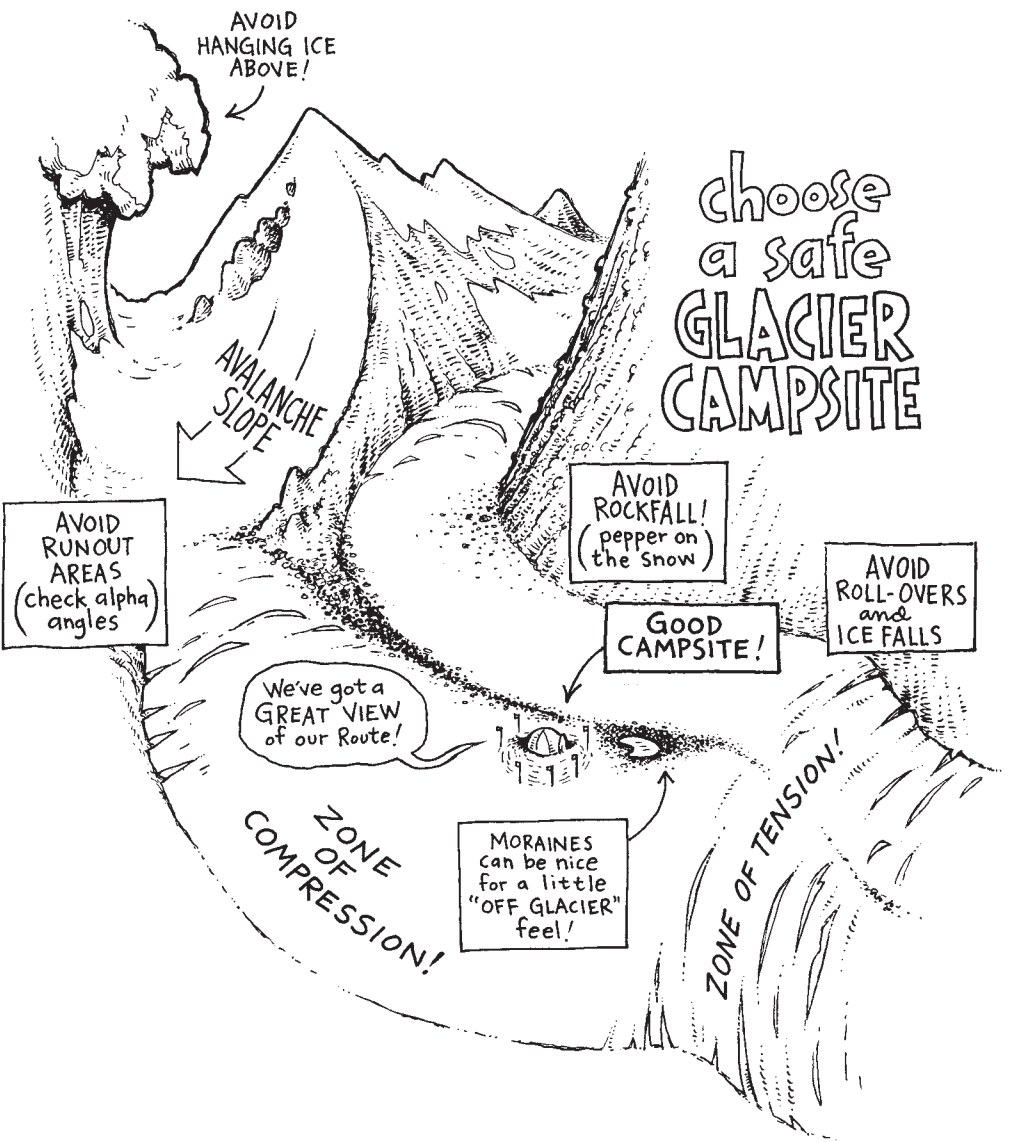 AVOID
HANGING ICE
ABOVE!
choose
a safe
GLACIER
CAMPSITE
AVALANCHE
SLOPE
AVOID
ROCKFALL!
(pepper on
the snow)
AVOID
RUNOUT
AREAS
(check alpha
angles)
AVOID
ROLL-OVERS
and
ICE FALLS
GOOD
CAMPSITE!
We've got a
GREAT VIEW
of our Route!
ZONE
OF
COMPRESSION!
MORAINES
can be nice
for a little
"OFF GLACIER"
feel!
ZONE OF TENSION!